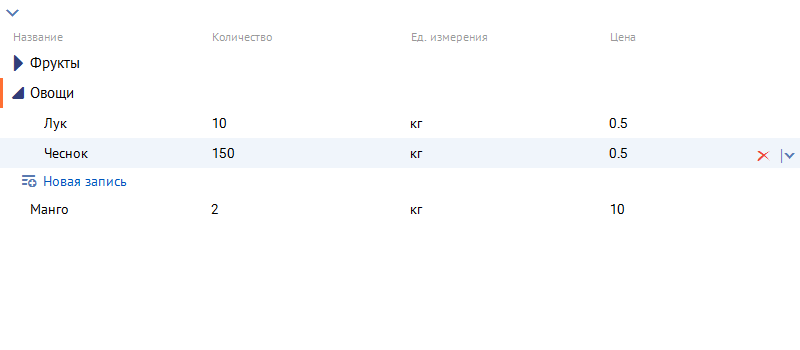 Название Количество Ед. измерения Цена
Фрукты
Овощи
Лук 10 кг 0.5
Чеснок 150 кг 0.5
Новая запись
Манго 2 кг 10